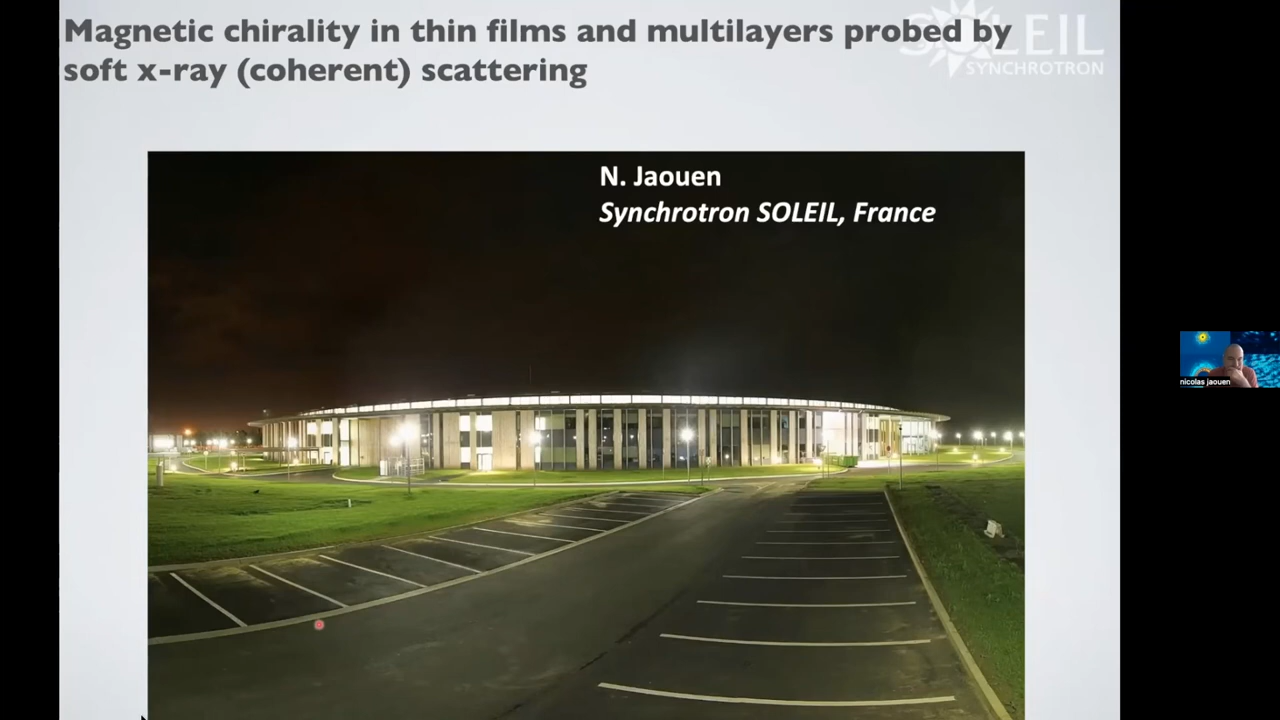 Magnetic chirality in thin films and multilayers probed by
soft x-ray (coherent) scattering
SOLEIL
SYNCHROTRON
N. Jaouen
Synchrotron SOLEIL, France
nicolas jaouen